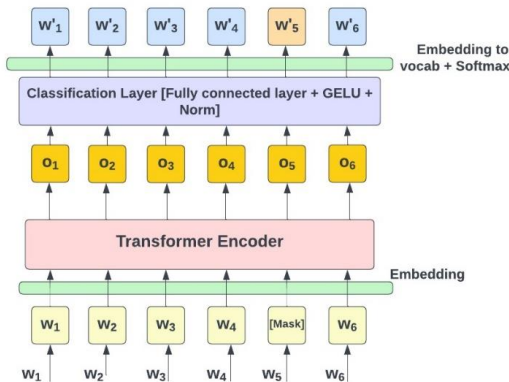 w'1 w'2 w'3 w'4 w'5 w'6
Embedding to
vocab + Softmax
Classification Layer [Fully connected layer + GELU +
Norm]
o1 o2 o3 o4 o5 o6
Transformer Encoder
Embedding
w1 w2 w3 w4 [Mask] w6
w1 w2 w3 w4 w5 w6